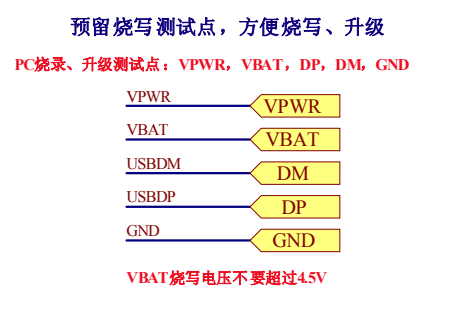 预留烧写测试点，方便烧写、升级
PC烧录、升级测试点：VPWR，VBAT，DP，DM，GND
VPWR VPWR
VBAT VBAT
USBDM DM
USBDP DP
GND GND
VBAT烧写电压不要超过4.5V